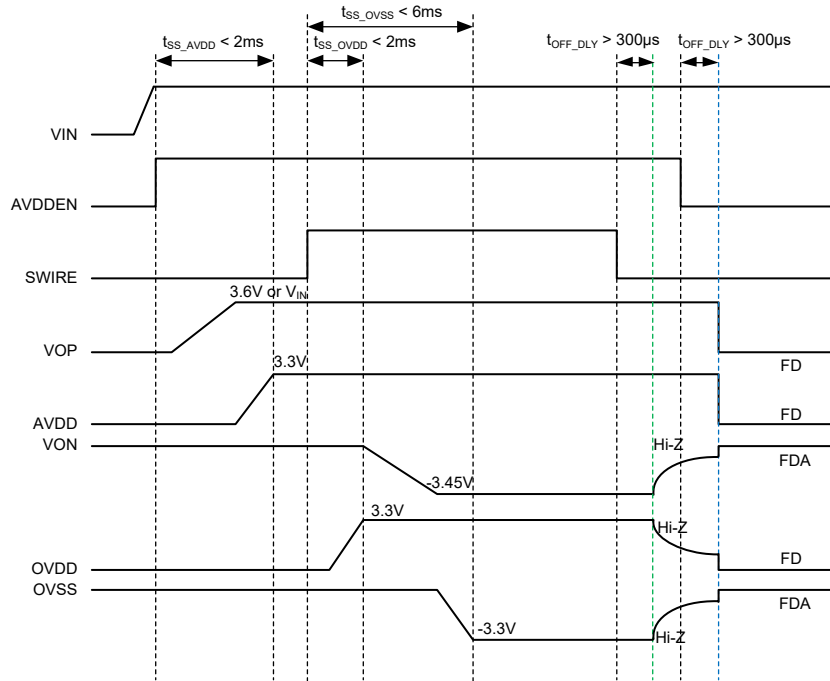 tSS_OVSS < 6ms
tSS_AVDD < 2ms
tSS_OVDD < 2ms
tOFF_DLY > 300µs
tOFF_DLY > 300µs
VIN
AVDDEN
SWIRE
3.6V or VIN
VOP
FD
3.3V
AVDD
FD
VON
Hi-Z
FDA
-3.45V
3.3V
Hi-Z
OVDD
FD
OVSS
FDA
-3.3V
Hi-Z